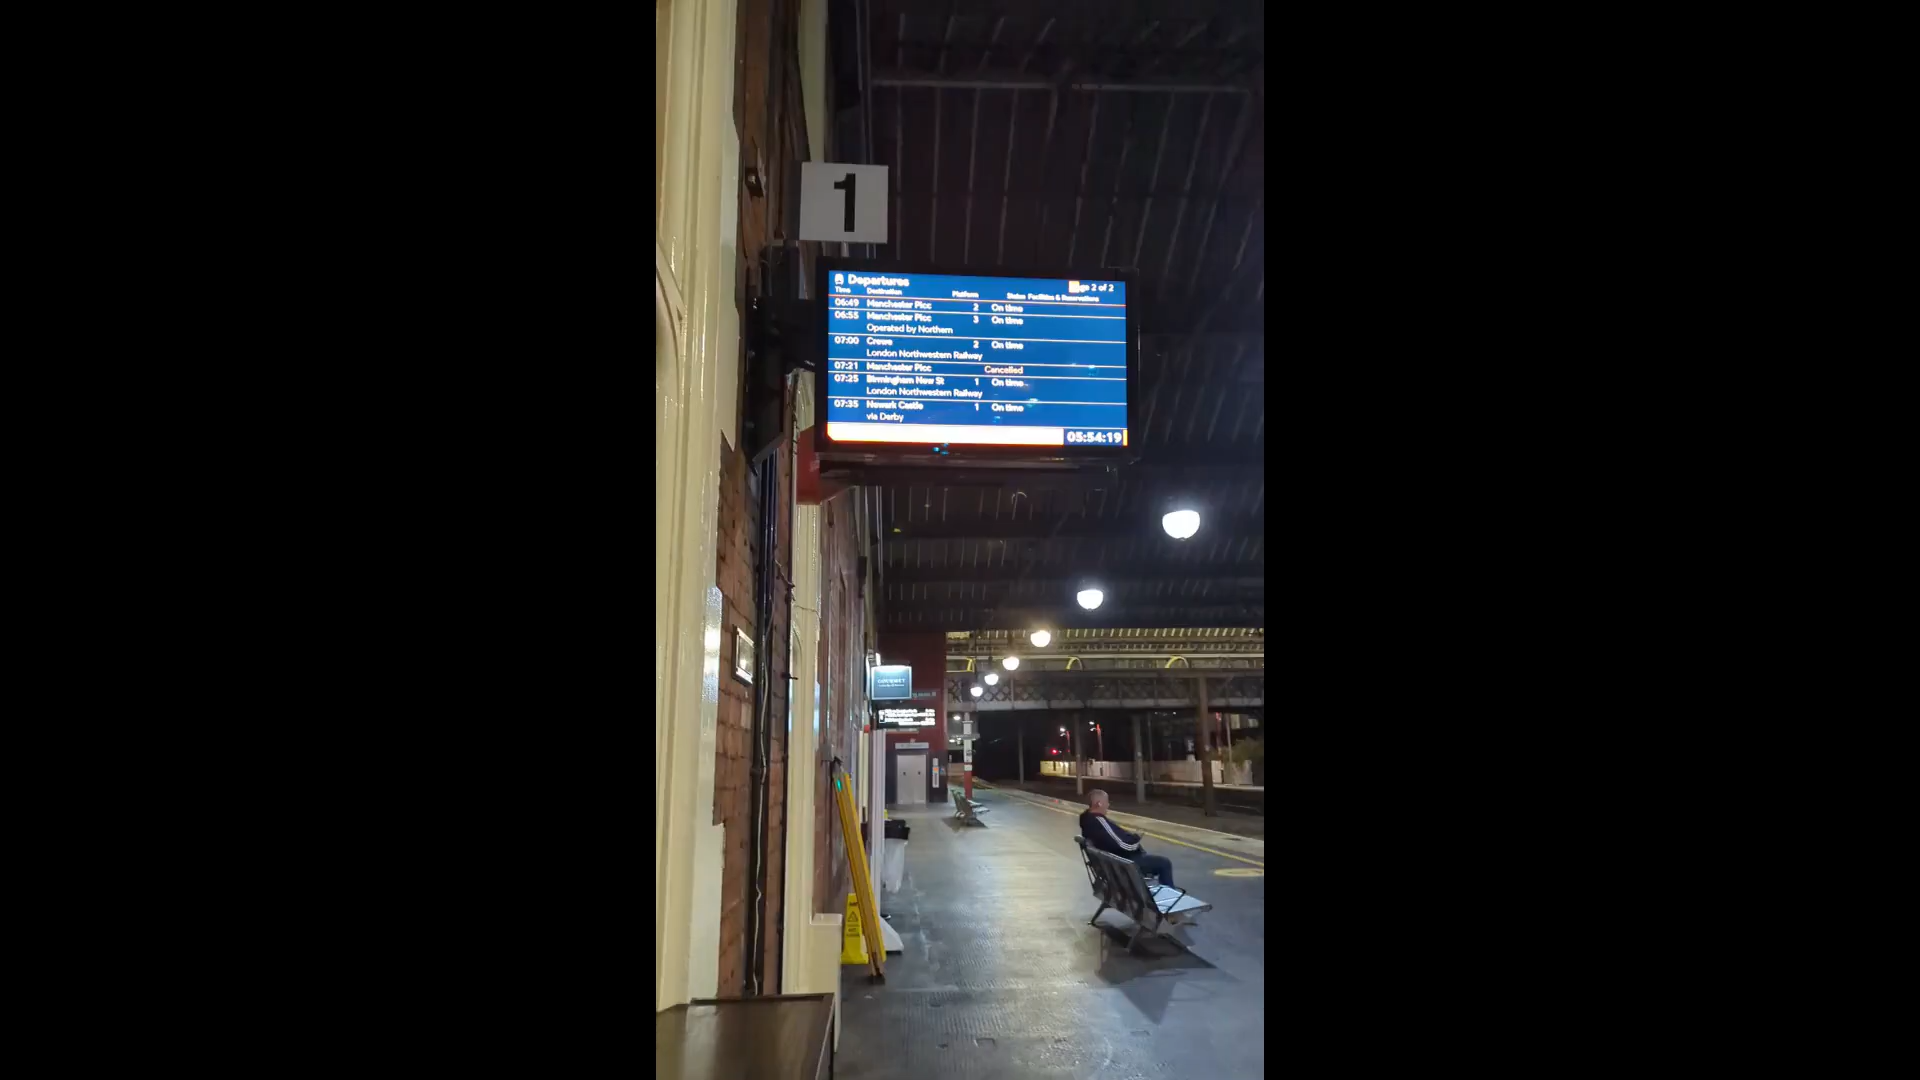 1
Departures
Page 2 of 2
Time Destination Platform Status Facilities & Reservations
06:49 Manchester Picc 2 On time
06:55 Manchester Picc 3 On time
Operated by Northern
07:00 Crewe 2 On time
London Northwestern Railway
07:21 Manchester Picc Cancelled
07:25 Birmingham New St 1 On time
London Northwestern Railway
07:35 Newark Castle 1 On time
via Derby
05:54:19